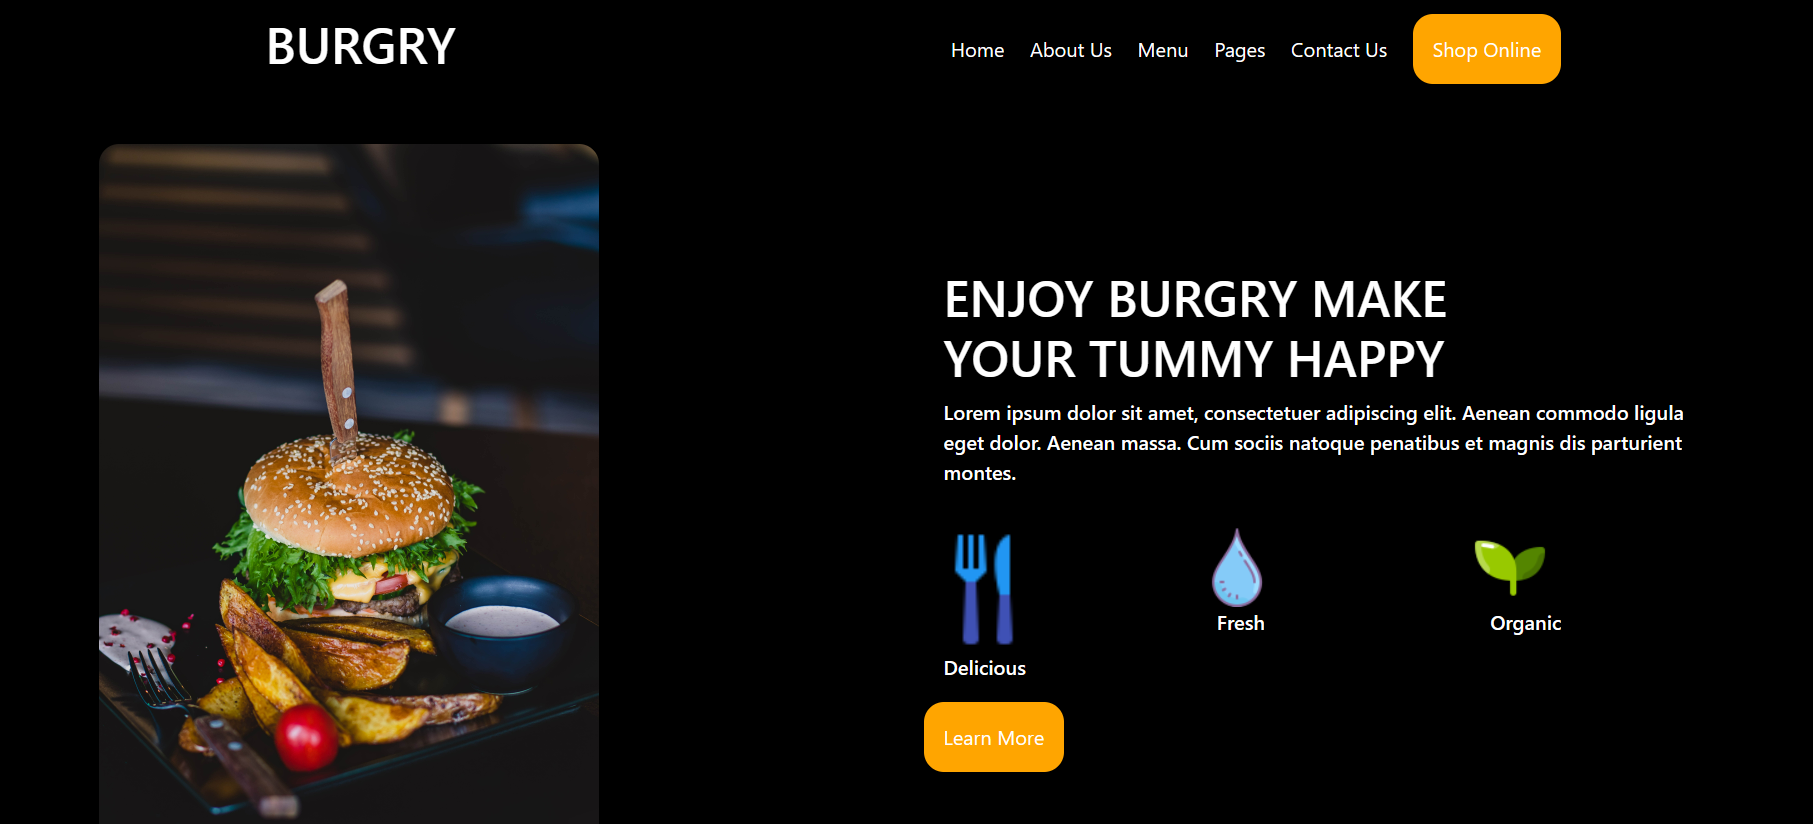 BURGRY
Home About Us Menu Pages Contact Us Shop Online
ENJOY BURGRY MAKE
YOUR TUMMY HAPPY
Lorem ipsum dolor sit amet, consectetuer adipiscing elit. Aenean commodo ligula
eget dolor. Aenean massa. Cum sociis natoque penatibus et magnis dis parturient
montes.
Fresh
Organic
Delicious
Learn More